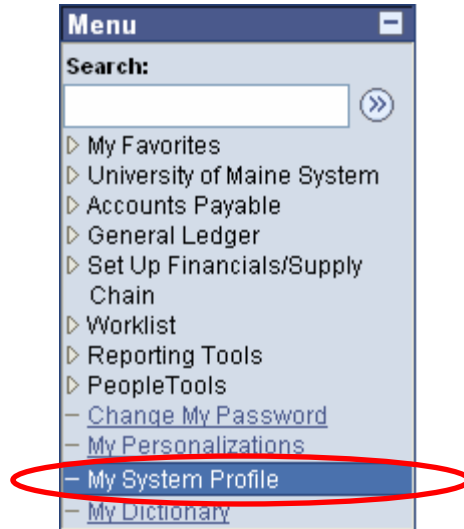 Menu
Search:
My Favorites
University of Maine System
Accounts Payable
General Ledger
Set Up Financials/Supply
Chain
Worklist
Reporting Tools
PeopleTools
– Change My Password
– My Personalizations
– My System Profile
– My Dictionary